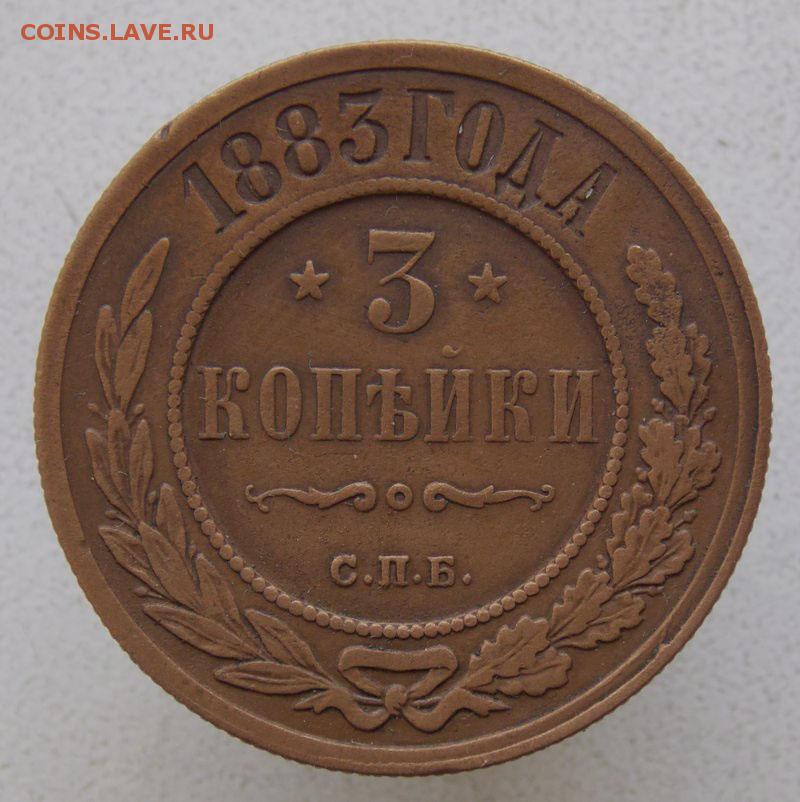 COINS.LAVE.RU
1883 ГОДА
3
КОПѢЙКИ
С.П.Б.